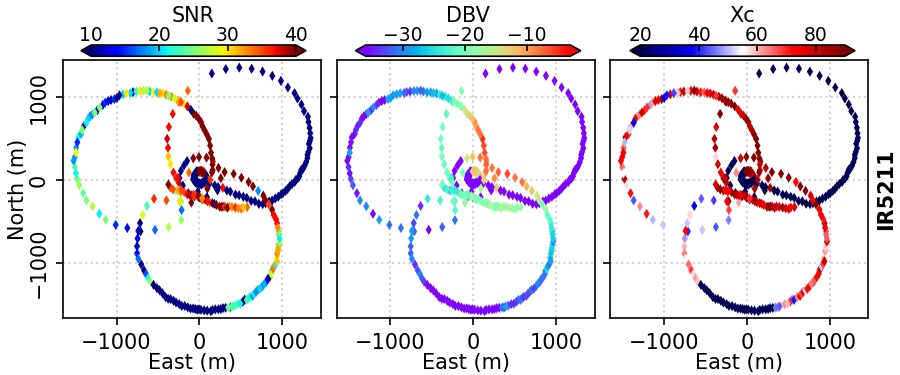 SNR DBV Xc
10 20 30 40 −30 −20 −10 20 40 60 80
North (m)
1000
0
−1000
−1000 0 1000 −1000 0 1000 −1000 0 1000
East (m) East (m) East (m)
IR5211